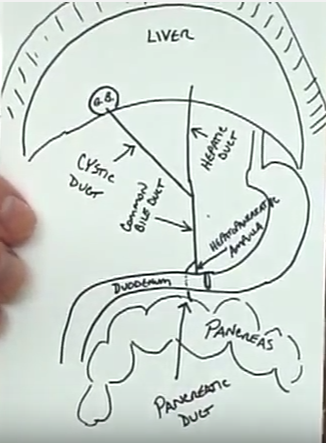 LIVER
G.B.
HEPATIC
DUCT
CYSTIC
DUCT
COMMON
BILE DUCT
HEPATOPANCREATIC
AMPULLA
DUODENUM
PANCREAS
PANCREATIC
DUCT